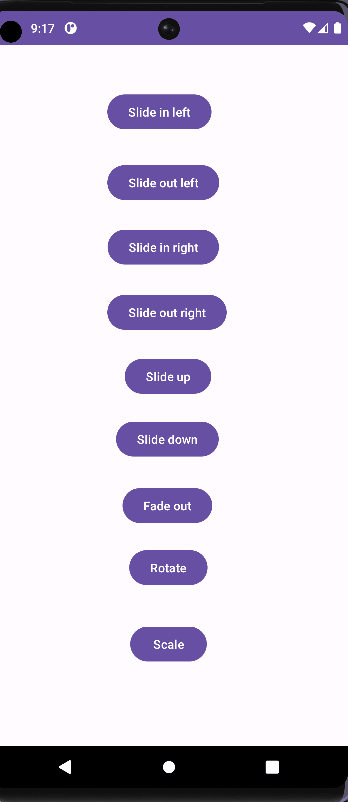 9:17
Slide in left
Slide out left
Slide in right
Slide out right
Slide up
Slide down
Fade out
Rotate
Scale